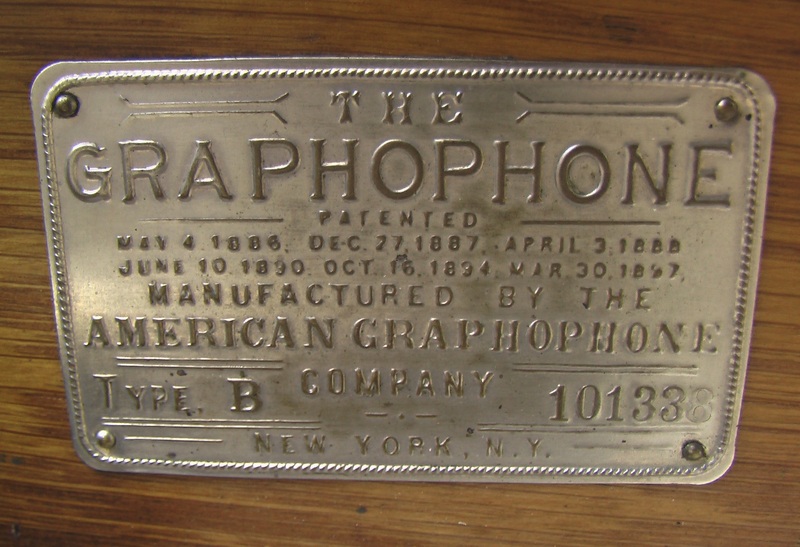 THE
GRAPHOPHONE
PATENTED
MAY 4, 1886, DEC. 27, 1887, APRIL 3, 1888
JUNE 10, 1890, OCT. 16, 1894, MAR. 30, 1897,
MANUFACTURED BY THE
AMERICAN GRAPHOPHONE
COMPANY
TYPE B 101338
NEW YORK, N.Y.